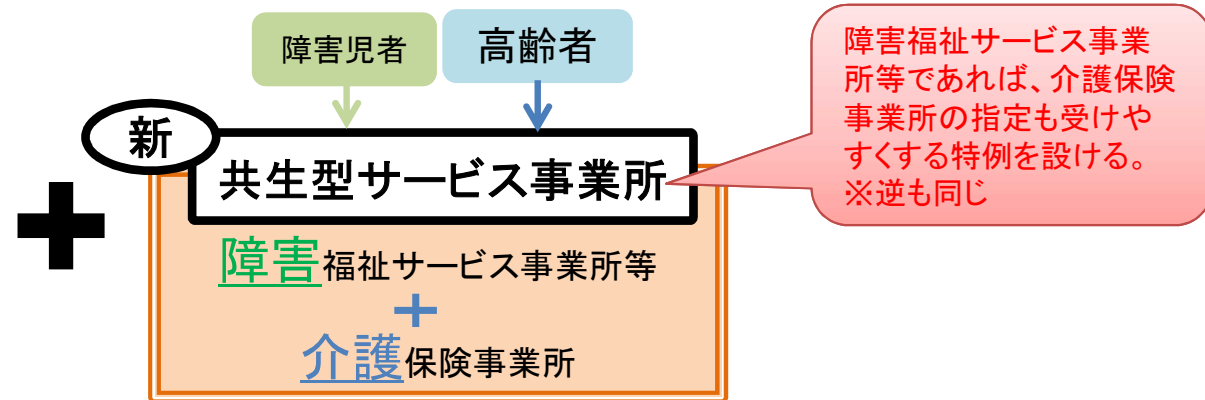 障害児者
高齢者
新
共生型サービス事業所
障害福祉サービス事業所等
+
介護保険事業所
障害福祉サービス事業
所等であれば、介護保険
事業所の指定も受けや
すくする特例を設ける。
※逆も同じ